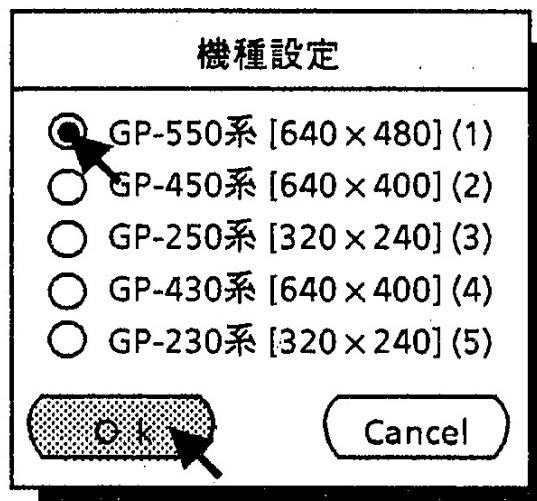 機種設定
GP-550系 [640×480] (1)
GP-450系 [640×400] (2)
GP-250系 [320×240] (3)
GP-430系 [640×400] (4)
GP-230系 [320×240] (5)
Ok Cancel